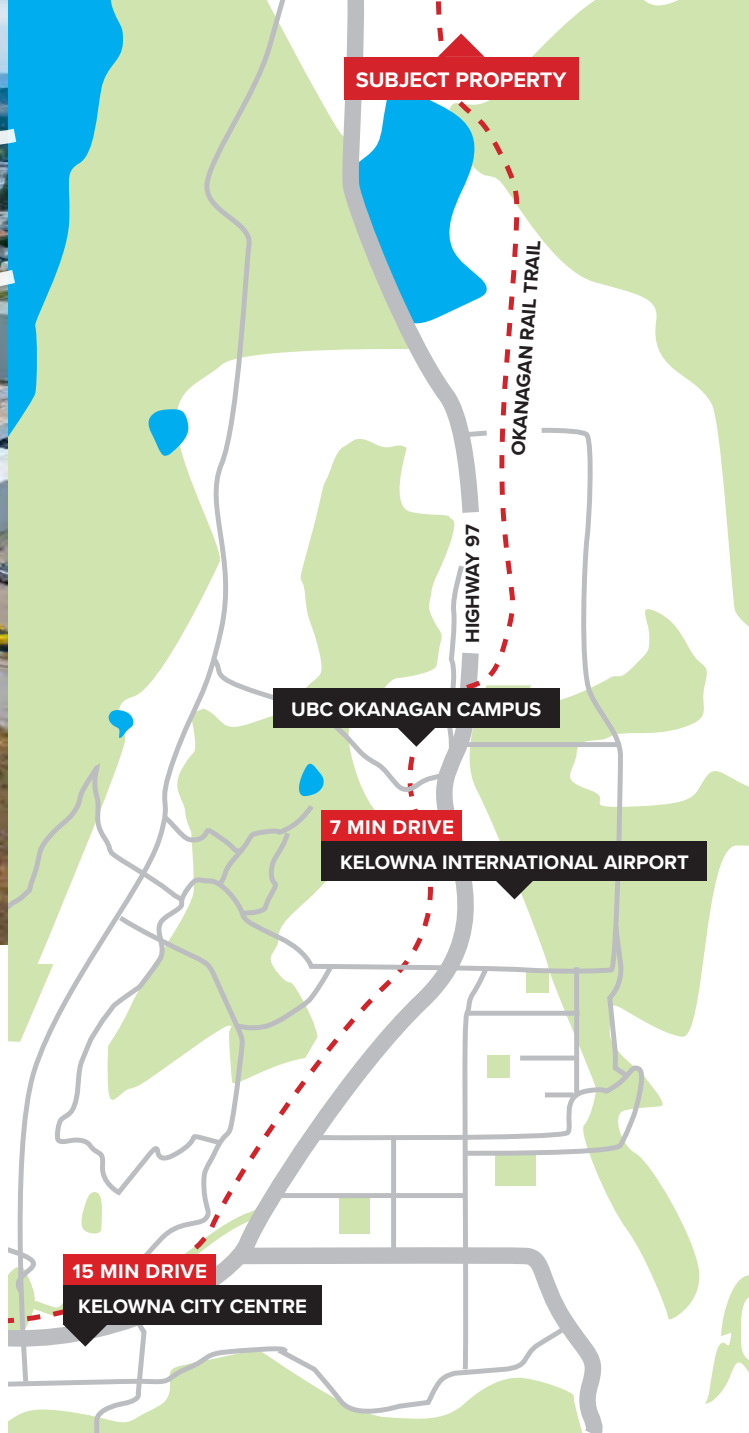 SUBJECT PROPERTY
OKANAGAN RAIL TRAIL
HIGHWAY 97
UBC OKANAGAN CAMPUS
7 MIN DRIVE
KELOWNA INTERNATIONAL AIRPORT
15 MIN DRIVE
KELOWNA CITY CENTRE